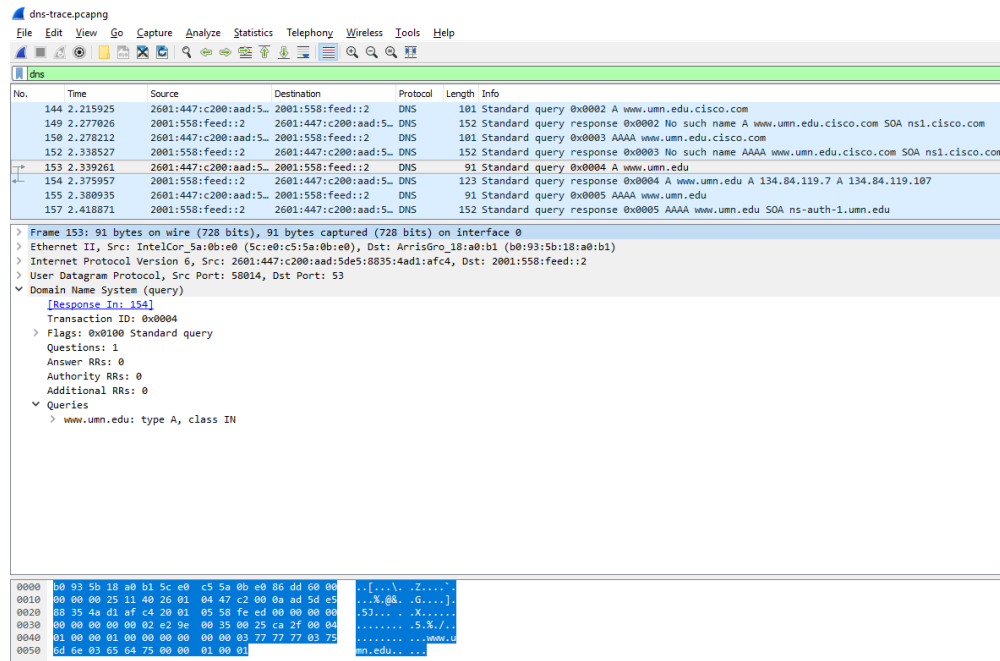 dns-trace.pcapng
File Edit View Go Capture Analyze Statistics Telephony Wireless Tools Help
dns
No. Time Source Destination Protocol Length Info
144 2.215925 2601:447:c200:aad:5… 2001:558:feed::2 DNS 101 Standard query 0x0002 A www.umn.edu.cisco.com
149 2.277026 2001:558:feed::2 2601:447:c200:aad:5… DNS 152 Standard query response 0x0002 No such name A www.umn.edu.cisco.com SOA ns1.cisco.com
150 2.278212 2601:447:c200:aad:5… 2001:558:feed::2 DNS 101 Standard query 0x0003 AAAA www.umn.edu.cisco.com
152 2.338527 2001:558:feed::2 2601:447:c200:aad:5… DNS 152 Standard query response 0x0003 No such name AAAA www.umn.edu.cisco.com SOA ns1.cisco.com
153 2.339261 2601:447:c200:aad:5… 2001:558:feed::2 DNS 91 Standard query 0x0004 A www.umn.edu
154 2.375957 2001:558:feed::2 2601:447:c200:aad:5… DNS 123 Standard query response 0x0004 A www.umn.edu A 134.84.119.7 A 134.84.119.107
155 2.380935 2601:447:c200:aad:5… 2001:558:feed::2 DNS 91 Standard query 0x0005 AAAA www.umn.edu
157 2.418871 2001:558:feed::2 2601:447:c200:aad:5… DNS 152 Standard query response 0x0005 AAAA www.umn.edu SOA ns-auth-1.umn.edu
Frame 153: 91 bytes on wire (728 bits), 91 bytes captured (728 bits) on interface 0
Ethernet II, Src: IntelCor_5a:0b:e0 (5c:e0:c5:5a:0b:e0), Dst: ArrisGro_18:a0:b1 (b0:93:5b:18:a0:b1)
Internet Protocol Version 6, Src: 2601:447:c200:aad:5de5:8835:4ad1:afc4, Dst: 2001:558:feed::2
User Datagram Protocol, Src Port: 58014, Dst Port: 53
Domain Name System (query)
[Response In: 154]
Transaction ID: 0x0004
Flags: 0x0100 Standard query
Questions: 1
Answer RRs: 0
Authority RRs: 0
Additional RRs: 0
Queries
www.umn.edu: type A, class IN
0000 b0 93 5b 18 a0 b1 5c e0 c5 5a 0b e0 86 dd 60 00 ..[...\. .Z....`.
0010 00 00 00 25 11 40 26 01 04 47 c2 00 0a ad 5d e5 ...%.@&. .G....].
0020 88 35 4a d1 af c4 20 01 05 58 fe ed 00 00 00 00 .5J... . .X......
0030 00 00 00 00 00 02 e2 9e 00 35 00 25 ca 2f 00 04 ........ .5.%./..
0040 01 00 00 01 00 00 00 00 00 00 03 77 77 77 03 75 ........ ...www.u
0050 6d 6e 03 65 64 75 00 00 01 00 01 mn.edu.. ...